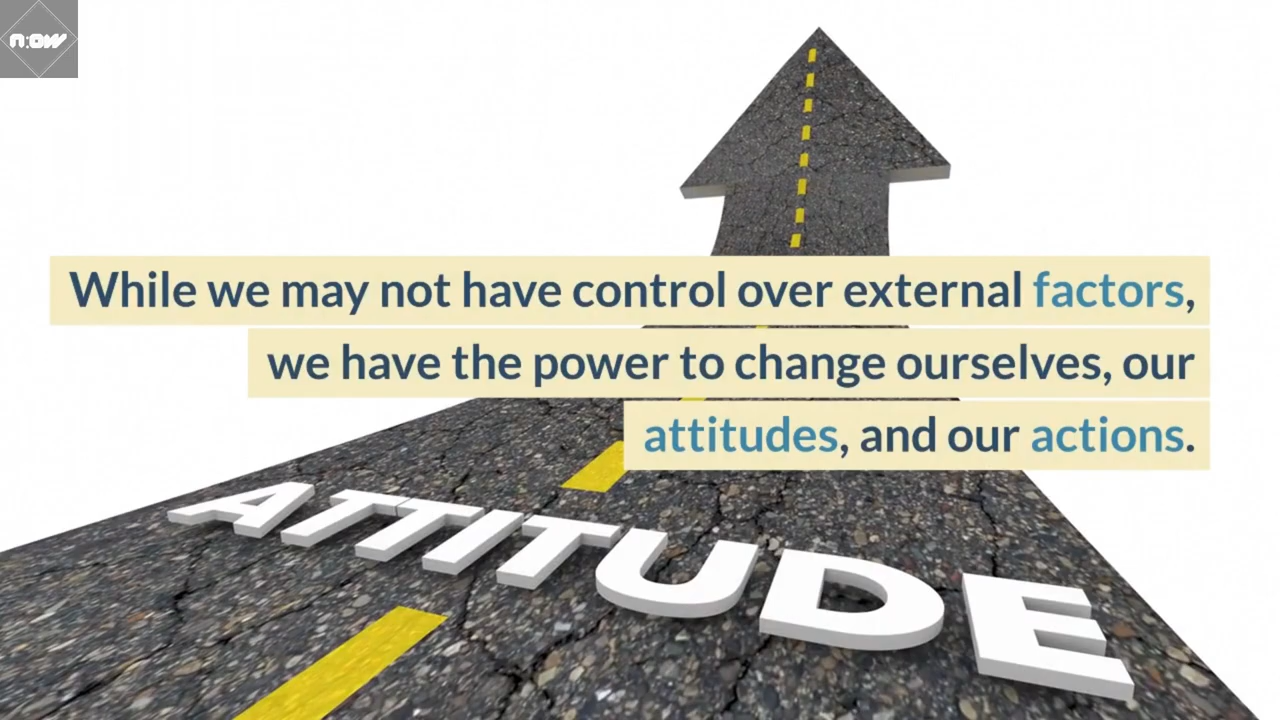 n:ow
While we may not have control over external factors,
we have the power to change ourselves, our
attitudes, and our actions.
ATTITUDE